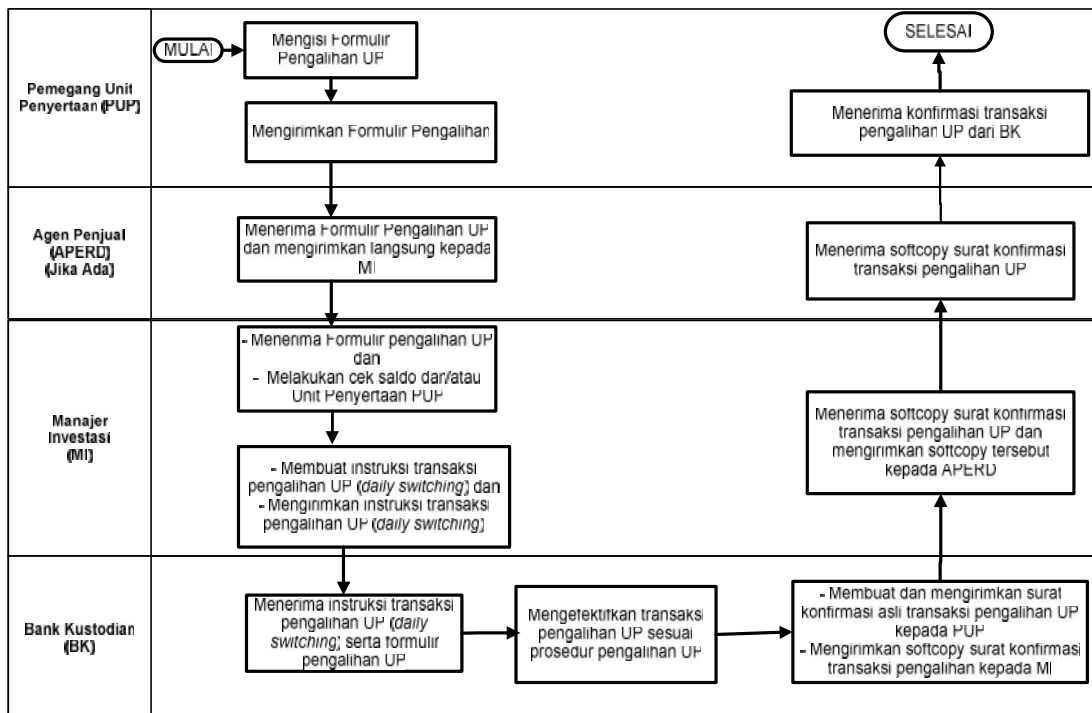 Pemegang Unit
Penyertaan (PUP)
MULAI
Mengisi Formulir
Pengalihan UP
Mengirimkan Formulir Pengalihan
SELESAI
Menerima konfirmasi transaksi
pengalihan UP dari BK
Agen Penjual
(APERD)
(Jika Ada)
Menerima Formulir Pengalihan UP
dan mengirimkan langsung kepada
MI
Menerima softcopy surat konfirmasi
transaksi pengalihan UP
Manajer
Investasi
(MI)
- Menerima Formulir pengalihan UP
dan
- Melakukan cek saldo dar/atau
Unit Penyertaan PUP
- Membuat instruksi transaksi
pengalihan UP (daily switching) dan
- Mengirimkan instruksi transaksi
pengalihan UP (daily switching)
Menerima softcopy surat konfirmasi
transaksi pengalihan UP dan
mengirimkan softcopy tersebut
kepada APERD
Bank Kustodian
(BK)
Menerima instruksi transaksi
pengalihan UP (daily
switching) serta formulir
pengalihan UP
Mengefektifkan transaksi
pengalihan UP sesuai
prosedur pengalihan UP
- Membuat dan mengirimkan surat
konfirmasi asli transaksi pengalihan UP
kepada PUP
- Mengirimkan softcopy surat konfirmasi
transaksi pengalihan kepada MI